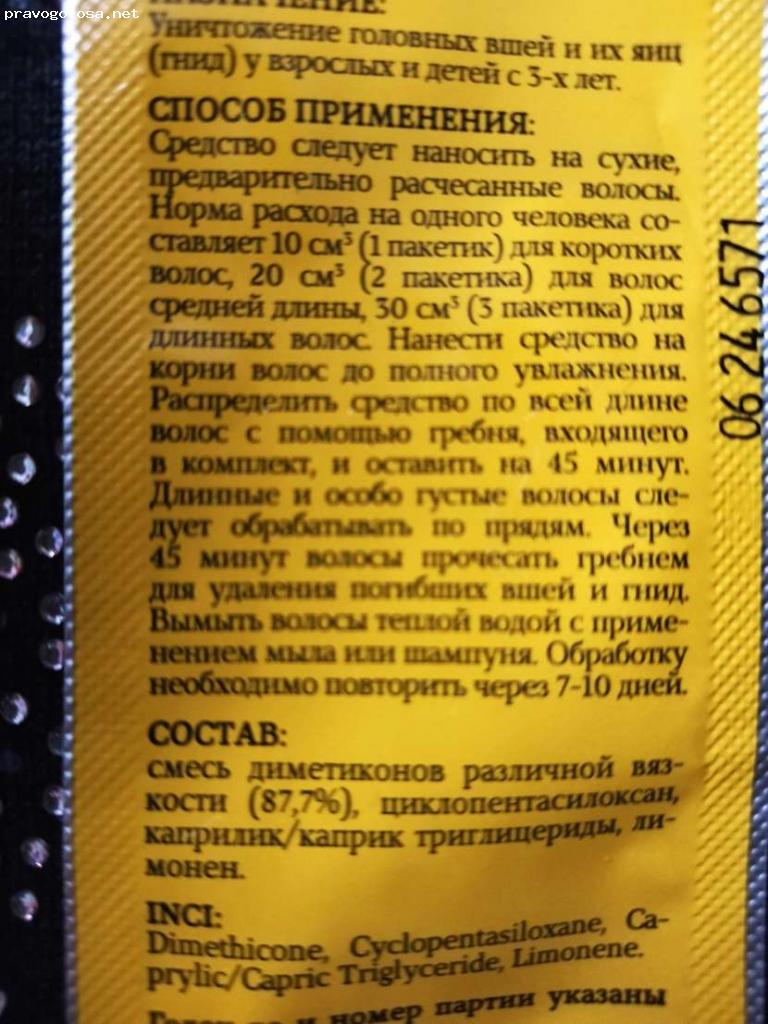 pravogolosa.net
НАЗНАЧЕНИЕ:
Уничтожение головных вшей и их яиц
(гнид) у взрослых и детей с 3-х лет.
СПОСОБ ПРИМЕНЕНИЯ:
Средство следует наносить на сухие,
предварительно расчесанные волосы.
Норма расхода на одного человека со-
ставляет 10 см³ (1 пакетик) для коротких
волос, 20 см³ (2 пакетика) для волос
средней длины, 30 см³ (3 пакетика) для
длинных волос. Нанести средство на
корни волос до полного увлажнения.
Распределить средство по всей длине
волос с помощью гребня, входящего
в комплект, и оставить на 45 минут.
Длинные и особо густые волосы сле-
дует обрабатывать по прядям. Через
45 минут волосы прочесать гребнем
для удаления погибших вшей и гнид.
Вымыть волосы теплой водой с приме-
нением мыла или шампуня. Обработку
необходимо повторить через 7-10 дней.
СОСТАВ:
смесь диметиконов различной вяз-
кости (87,7%), циклопентасилоксан,
каприлик/каприк триглицериды, ли-
монен.
INCI:
Dimethicone, Cyclopentasiloxane, Ca-
prylic/Capric Triglyceride, Limonene.
Годен до и номер партии указаны
06 24 6571